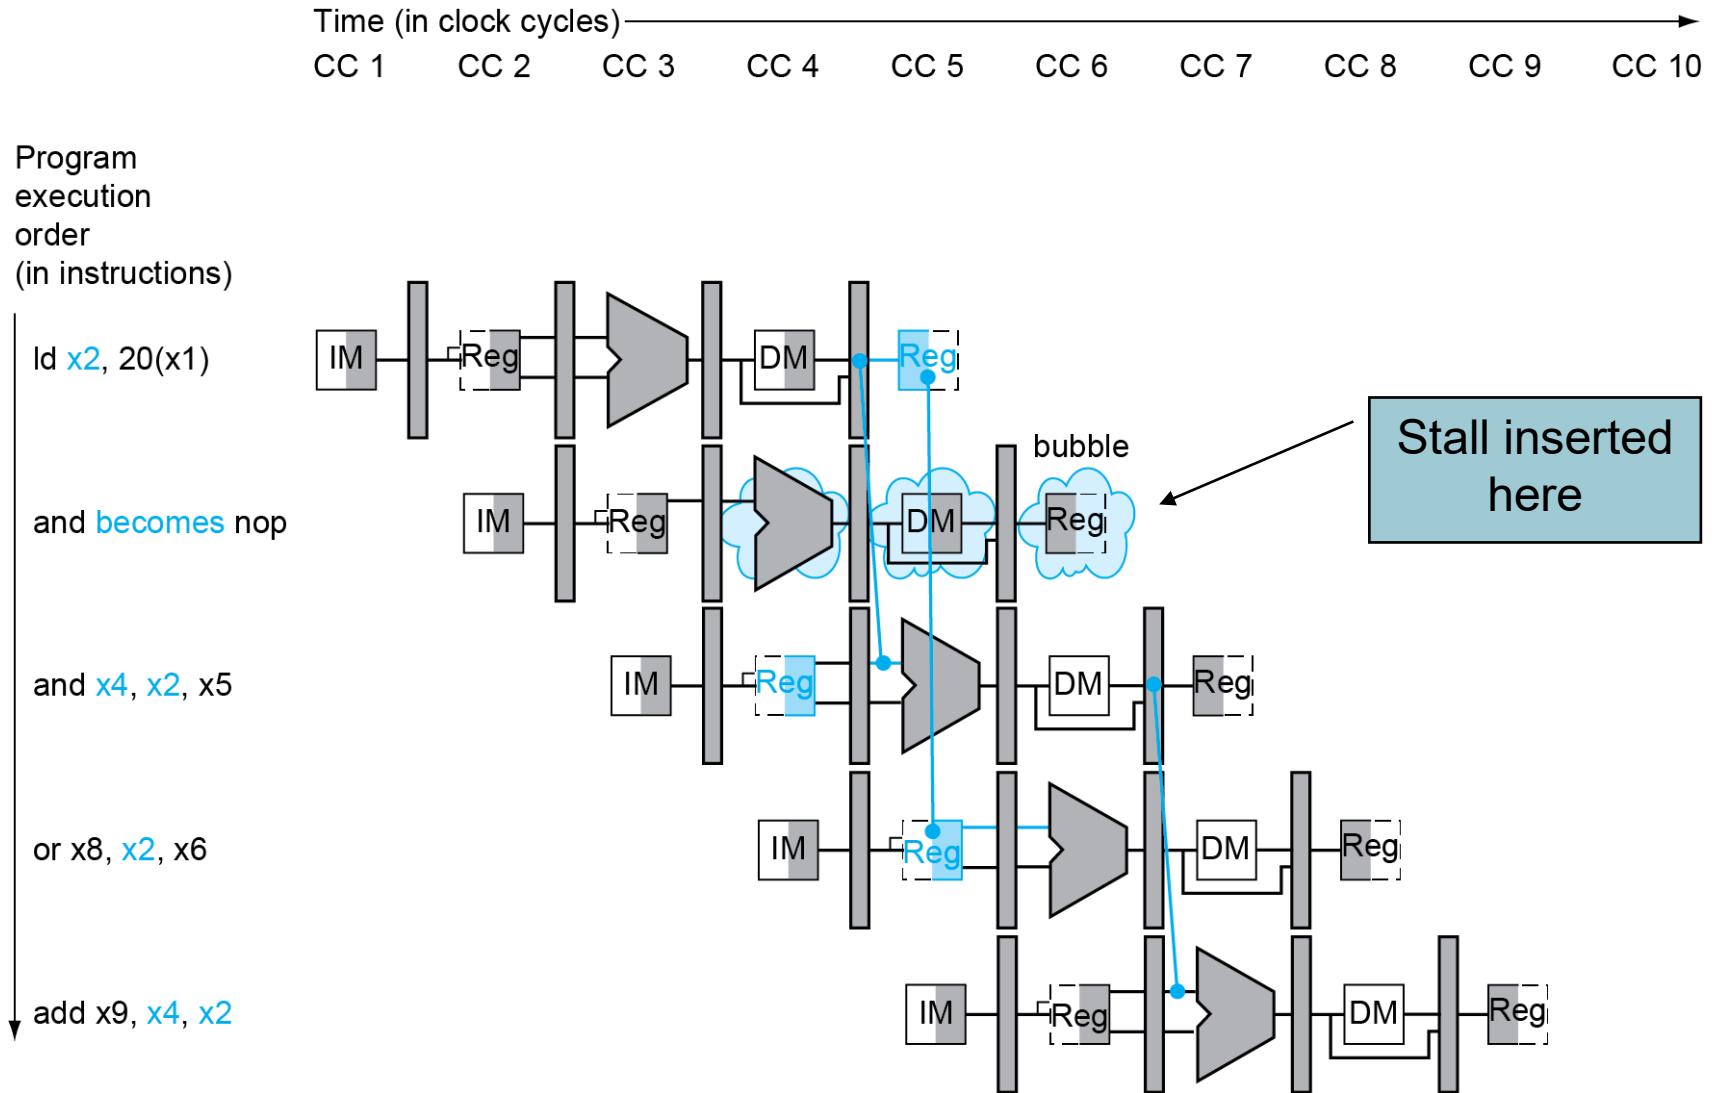 Time (in clock cycles)
CC 1 CC 2 CC 3 CC 4 CC 5 CC 6 CC 7 CC 8 CC 9 CC 10
Program
execution
order
(in instructions)
ld x2, 20(x1)
IM Reg DM Reg
bubble
Stall inserted
here
and becomes nop
IM Reg DM Reg
and x4, x2, x5
IM Reg DM Reg
or x8, x2, x6
IM Reg DM Reg
add x9, x4, x2
IM Reg DM Reg